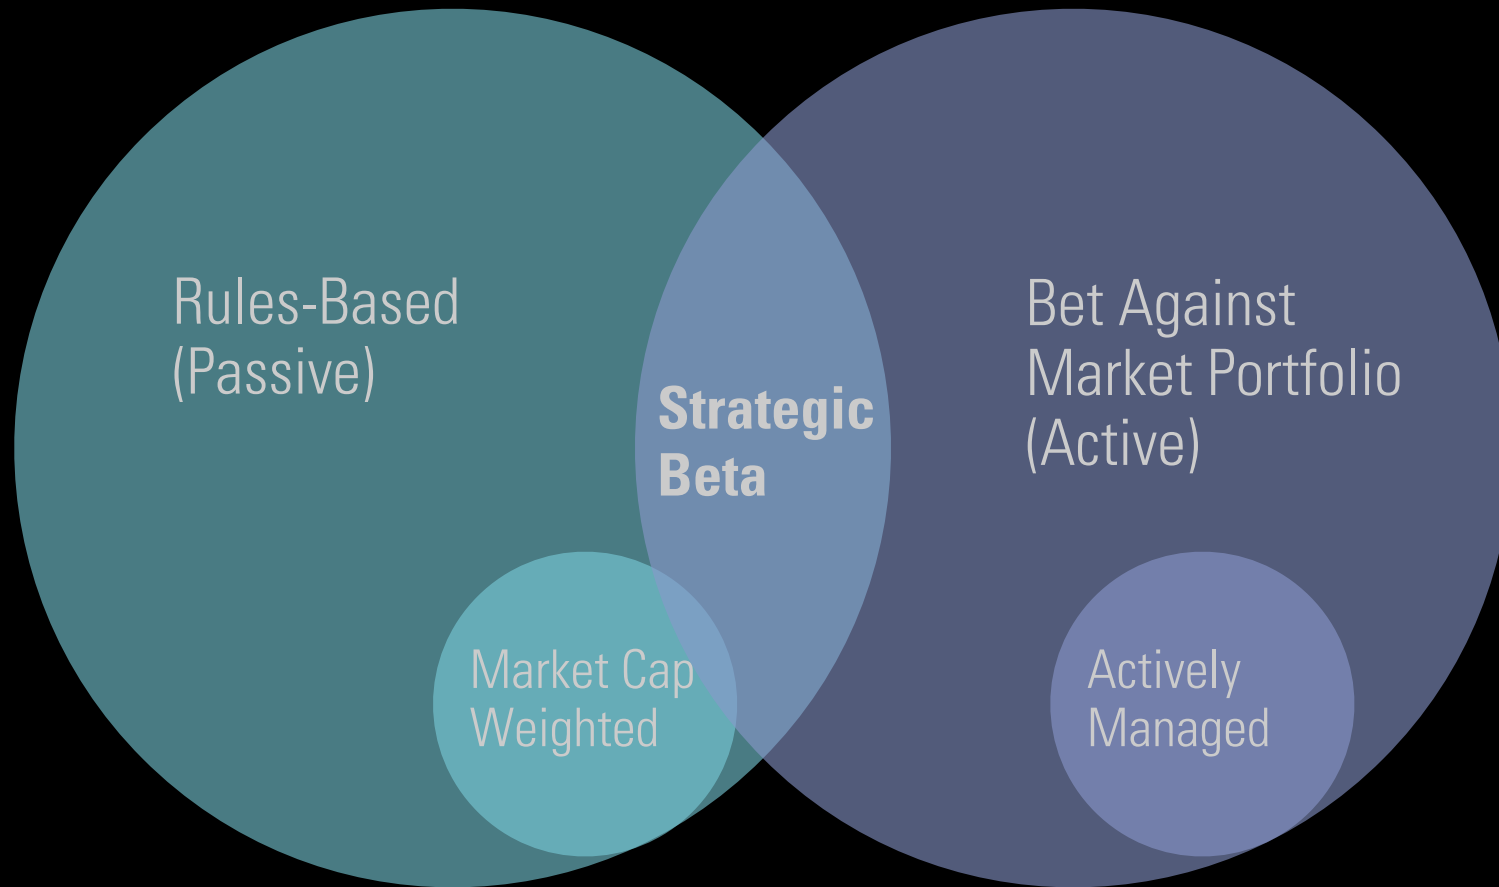 Rules-Based
(Passive)
Strategic
Beta
Bet Against
Market Portfolio
(Active)
Market Cap
Weighted
Actively
Managed